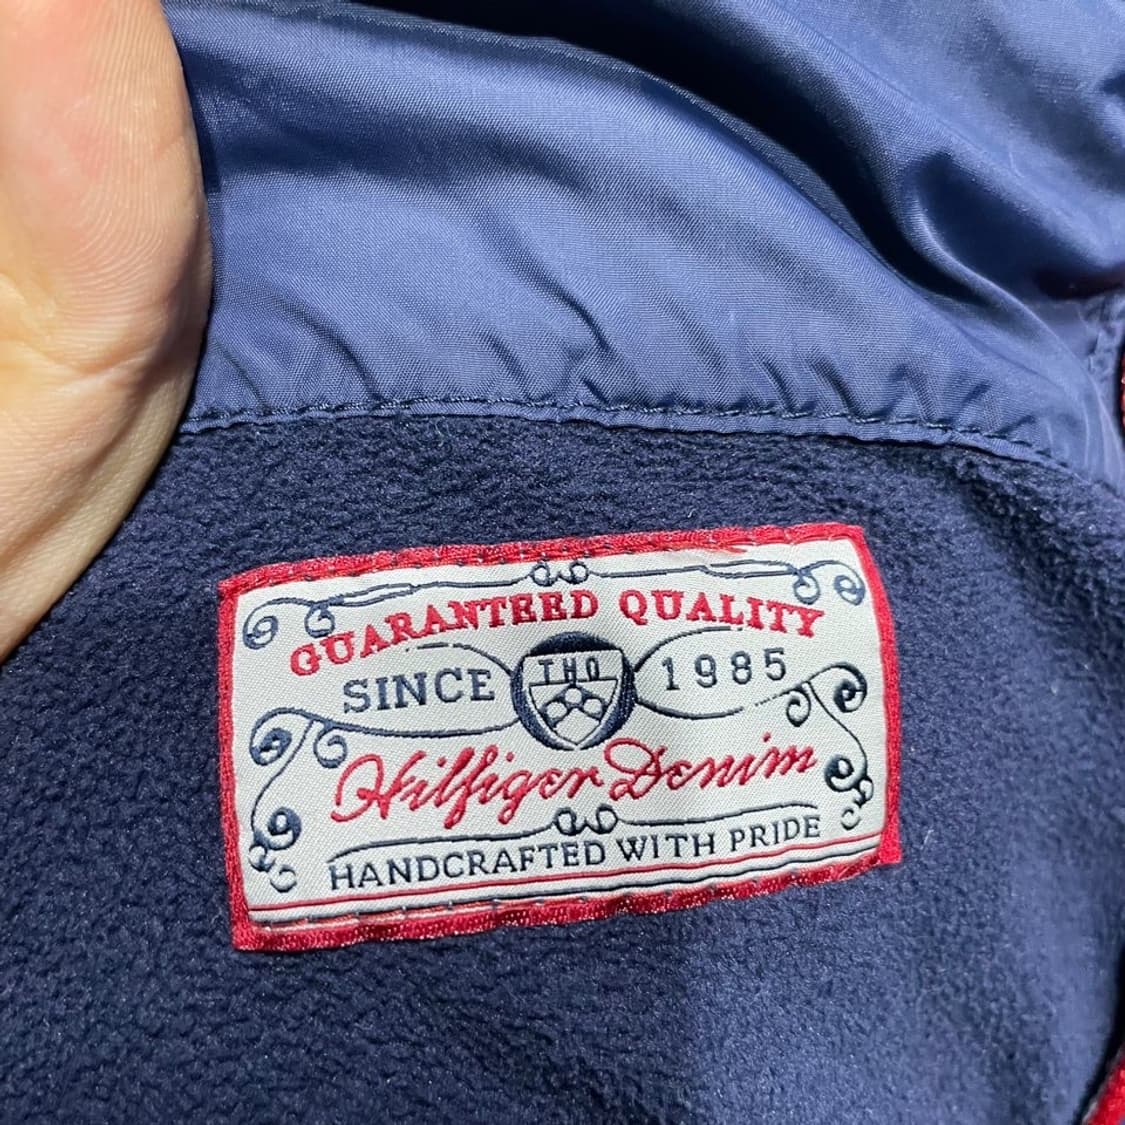 GUARANTEED QUALITY
SINCE THD 1985
Hilfiger Denim
HANDCRAFTED WITH PRIDE